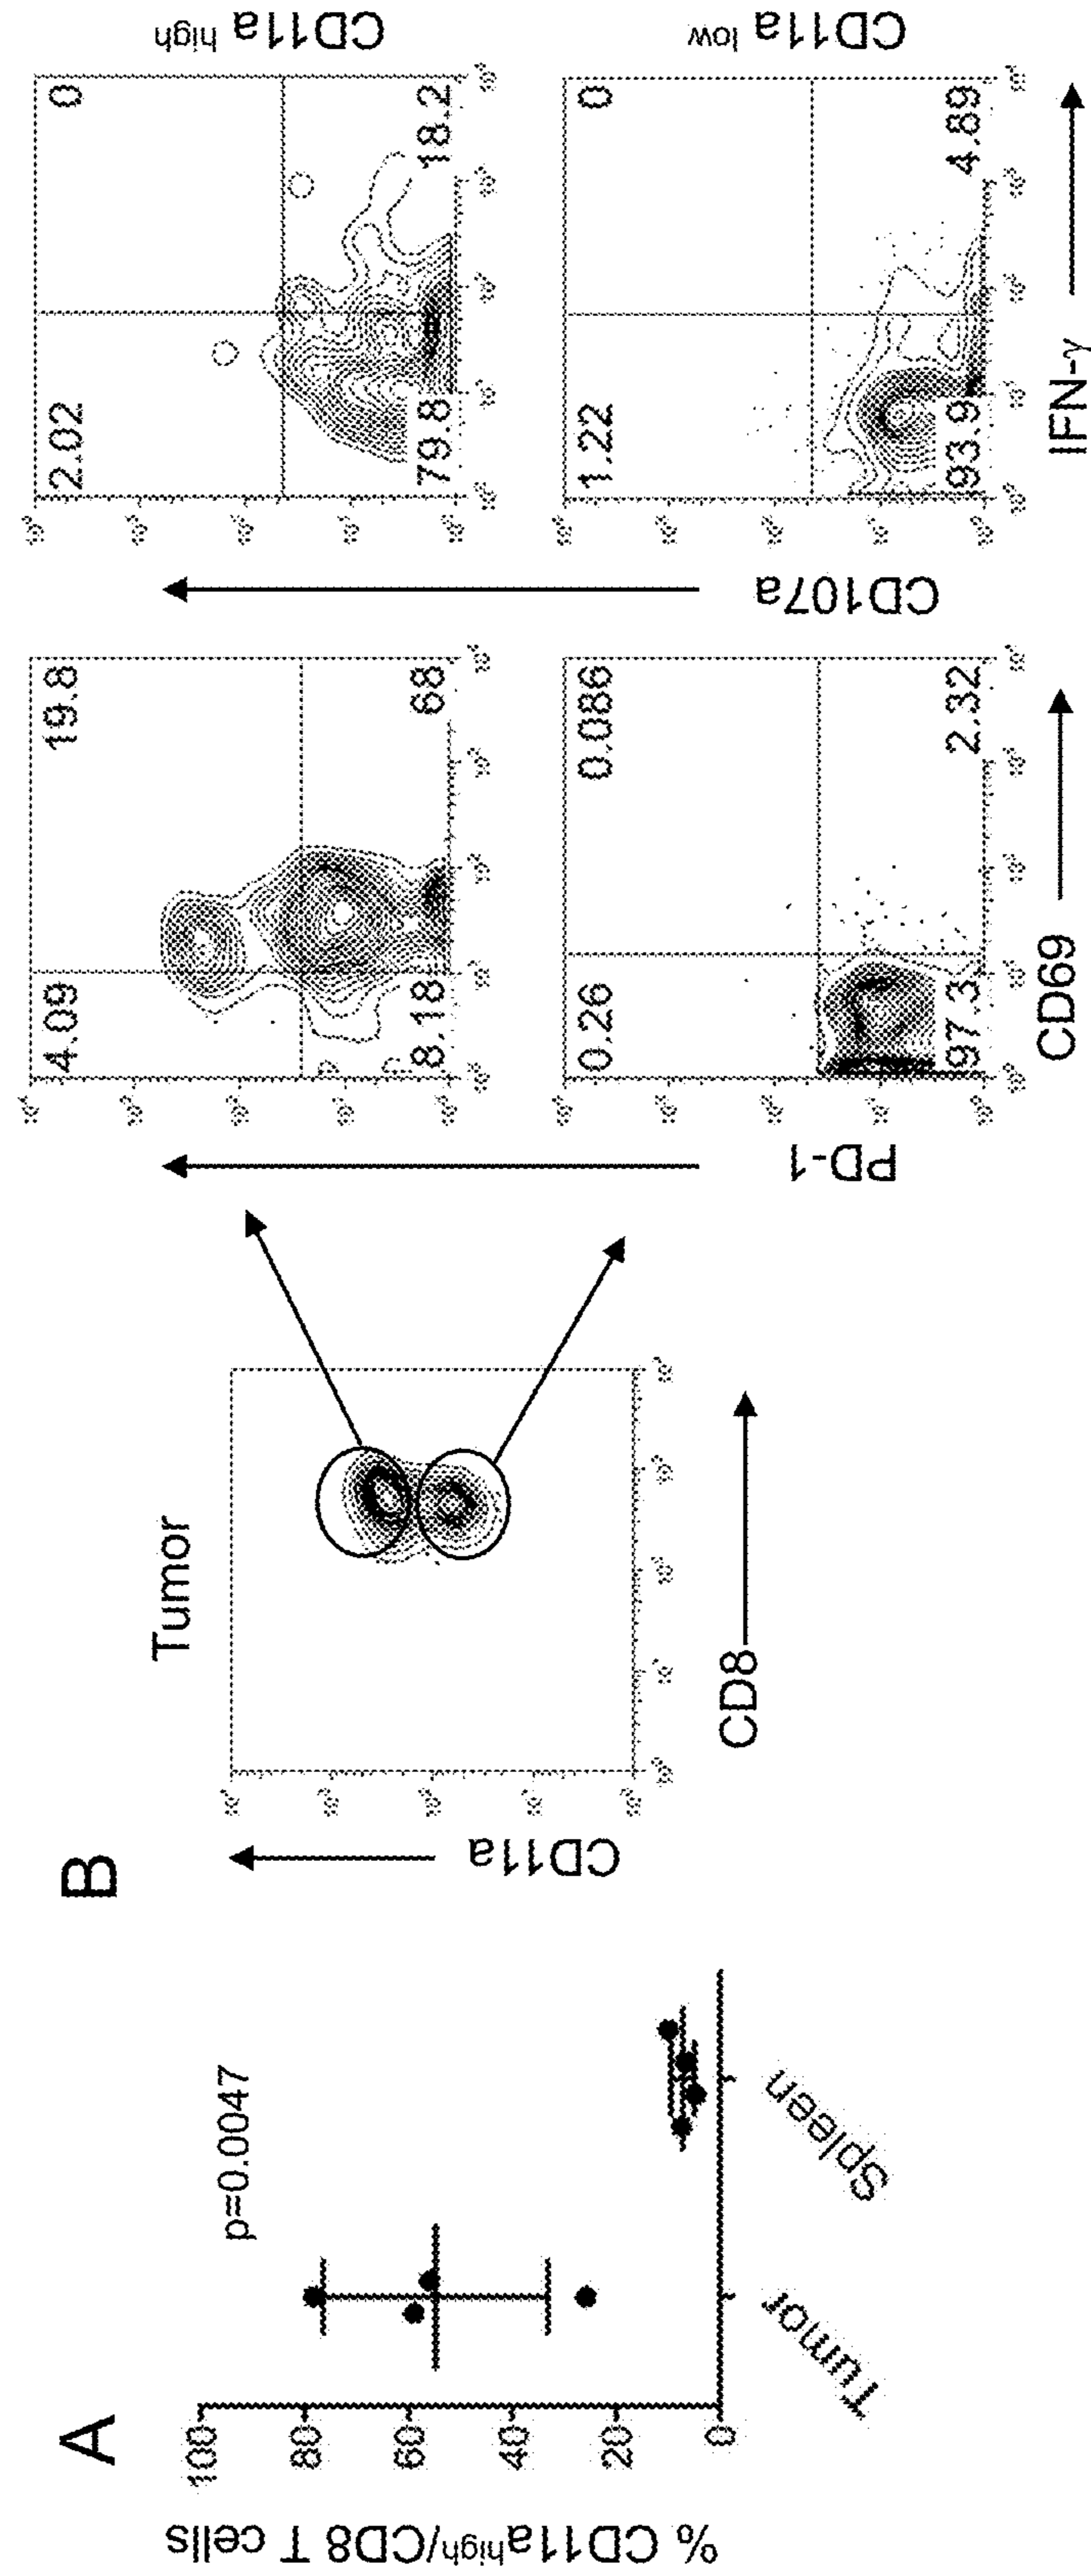 A
% CD11ahigh/CD8 T cells
100
80
60
40
20
0
p=0.0047
Tumor
Spleen
B
Tumor
CD11a
CD8
4.09
19.8
8.18
68
0.26
0.086
97.3
2.32
PD-1
CD69
2.02
0
79.8
18.2
CD11a high
1.22
0
93.9
4.89
CD11a low
CD107a
IFN-γ